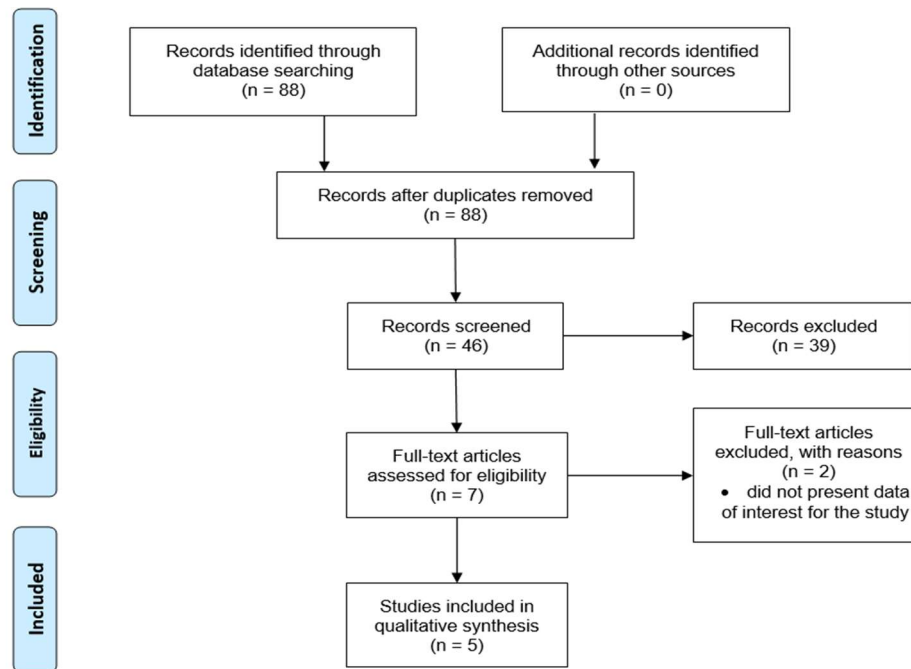 Identification
Records identified through
database searching
(n = 88)
Additional records identified
through other sources
(n = 0)
Screening
Records after duplicates removed
(n = 88)
Records screened
(n = 46)
Records excluded
(n = 39)
Eligibility
Full-text articles
assessed for eligibility
(n = 7)
Full-text articles
excluded, with reasons
(n = 2)
• did not present data
of interest for the study
Included
Studies included in
qualitative synthesis
(n = 5)